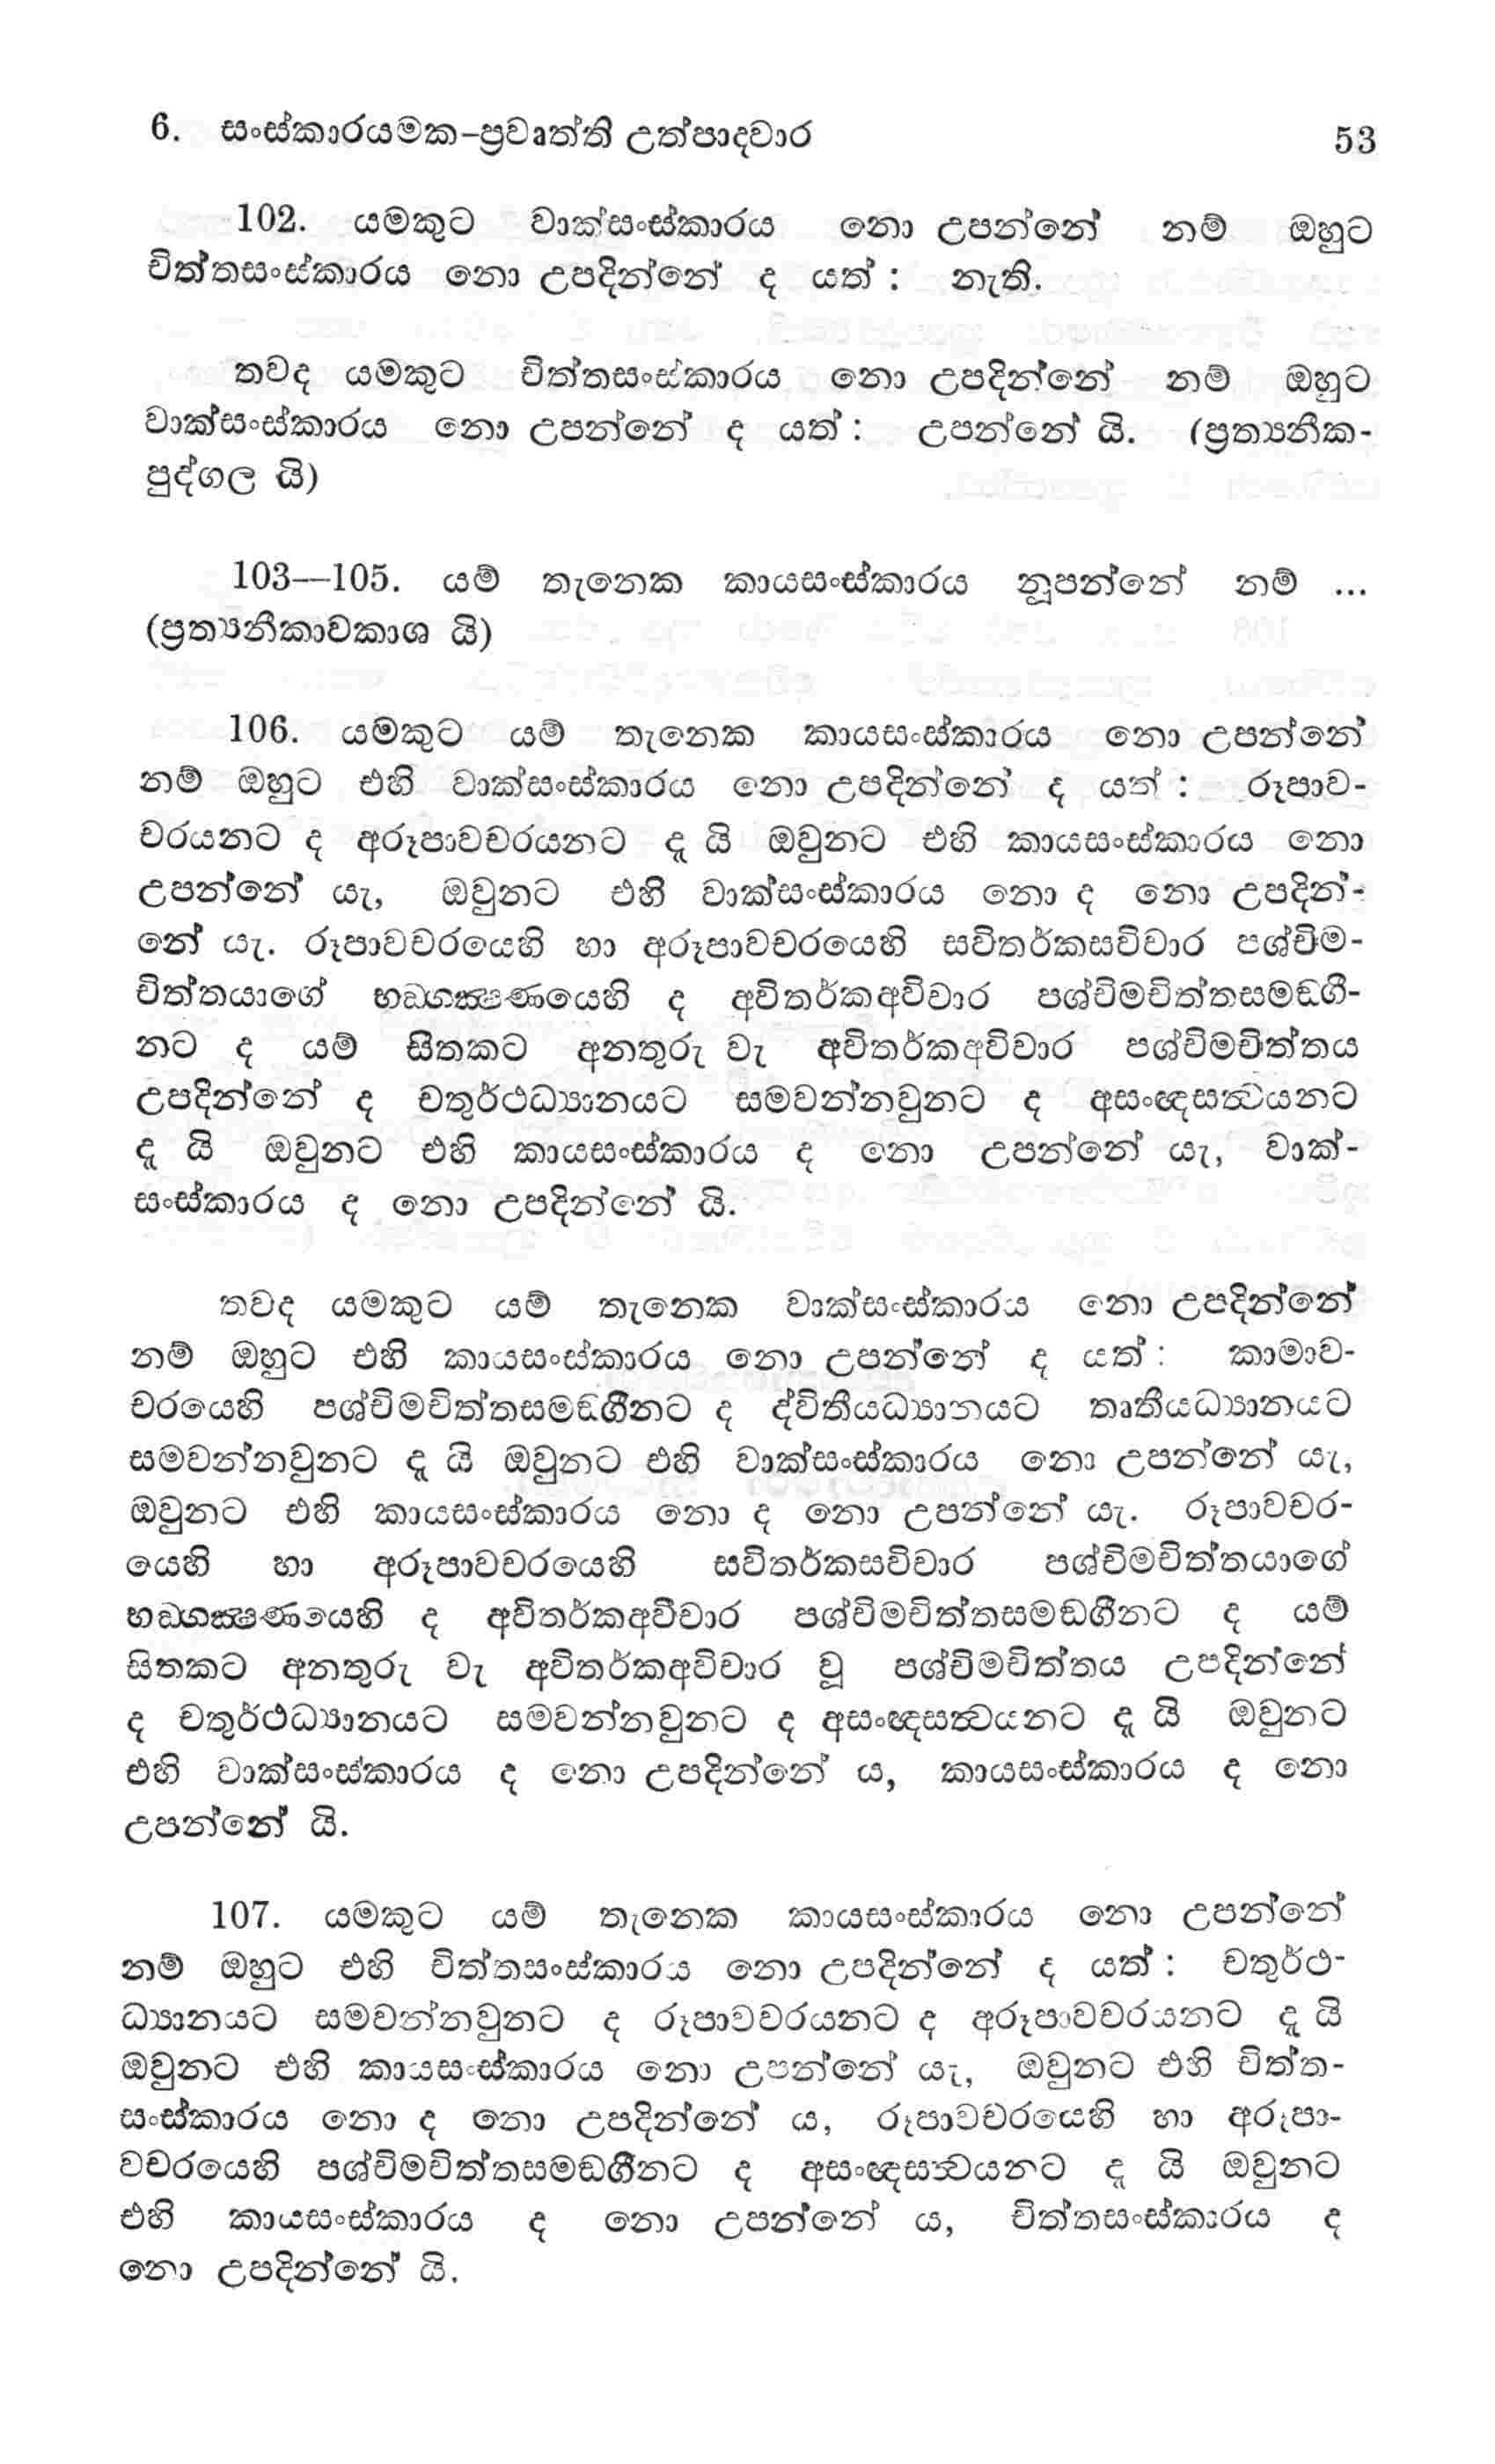 6. සංස්කාරයමක-ප්‍රවෘත්ති උත්පාදවාර 53
102. යමකුට වාක්සංස්කාරය නො උපන්නේ නම් ඔහුට
චිත්තසංස්කාරය නො උපදින්නේ ද යත් : නැති.
තවද යමකුට චිත්තසංස්කාරය නො උපදින්නේ නම් ඔහුට
වාක්සංස්කාරය නො උපන්නේ ද යත් : උපන්නේ යි. (ප්‍රත්‍යනීක-
පුද්ගල යි)
103—105. යම් තැනෙක කායසංස්කාරය නූපන්නේ නම් ...
(ප්‍රත්‍යනීකාවකාශ යි)
106. යමකුට යම් තැනෙක කායසංස්කාරය නො උපන්නේ
නම් ඔහුට එහි වාක්සංස්කාරය නො උපදින්නේ ද යත් : රූපාව-
චරයනට ද අරූපාවචරයනට දැ යි ඔවුනට එහි කායසංස්කාරය නො
උපන්නේ යැ, ඔවුනට එහි වාක්සංස්කාරය නො ද නො උපදින්-
නේ යැ. රූපාවචරයෙහි හා අරූපාවචරයෙහි සවිතර්කසවිචාර පශ්චිම-
චිත්තයාගේ භඞ්ගක්‍ෂණයෙහි ද අවිතර්කඅවිචාර පශ්චිමචිත්තසමඞ්ගී-
නට ද යම් සිතකට අනතුරු වැ අවිතර්කඅවිචාර පශ්චිමචිත්තය
උපදින්නේ ද චතුර්ථධ්‍යානයට සමවන්නවුනට ද අසංඥසත්‍වයනට
දැ යි ඔවුනට එහි කායසංස්කාරය ද නො උපන්නේ යැ, වාක්-
සංස්කාරය ද නො උපදින්නේ යි.
තවද යමකුට යම් තැනෙක වාක්සංස්කාරය නො උපදින්නේ
නම් ඔහුට එහි කායසංස්කාරය නො උපන්නේ ද යත් : කාමාව-
චරයෙහි පශ්චිමචිත්තසමඞ්ගීනට ද ද්විතීයධ්‍යානයට තෘතීයධ්‍යානයට
සමවන්නවුනට දැ යි ඔවුනට එහි වාක්සංස්කාරය නො උපන්නේ යැ,
ඔවුනට එහි කායසංස්කාරය නො ද නො උපන්නේ යැ. රූපාවචර-
යෙහි හා අරූපාවචරයෙහි සවිතර්කසවිචාර පශ්චිමචිත්තයාගේ
භඞ්ගක්‍ෂණයෙහි ද අවිතර්කඅවීචාර පශ්චිමචිත්තසමඞ්ගීනට ද යම්
සිතකට අනතුරු වැ අවිතර්කඅවිචාර වූ පශ්චිමචිත්තය උපදින්නේ
ද චතුර්ථධ්‍යානයට සමවන්නවුනට ද අසංඥසත්‍වයනට දැ යි ඔවුනට
එහි වාක්සංස්කාරය ද නො උපදින්නේ ය, කායසංස්කාරය ද නො
උපන්නේ යි.
107. යමකුට යම් තැනෙක කායසංස්කාරය නො උපන්නේ
නම් ඔහුට එහි චිත්තසංස්කාරය නො උපදින්නේ ද යත් : චතුර්ථ-
ධ්‍යානයට සමවන්නවුනට ද රූපාවචරයනට ද අරූපාවචරයනට දැ යි
ඔවුනට එහි කායසංස්කාරය නො උපන්නේ යැ, ඔවුනට එහි චිත්ත-
සංස්කාරය නො ද නො උපදින්නේ ය, රූපාවචරයෙහි හා අරූපා-
වචරයෙහි පශ්චිමචිත්තසමඞ්ගීනට ද අසංඥසත්‍වයනට දැ යි ඔවුනට
එහි කායසංස්කාරය ද නො උපන්නේ ය, චිත්තසංස්කාරය ද
නො උපදින්නේ යි.